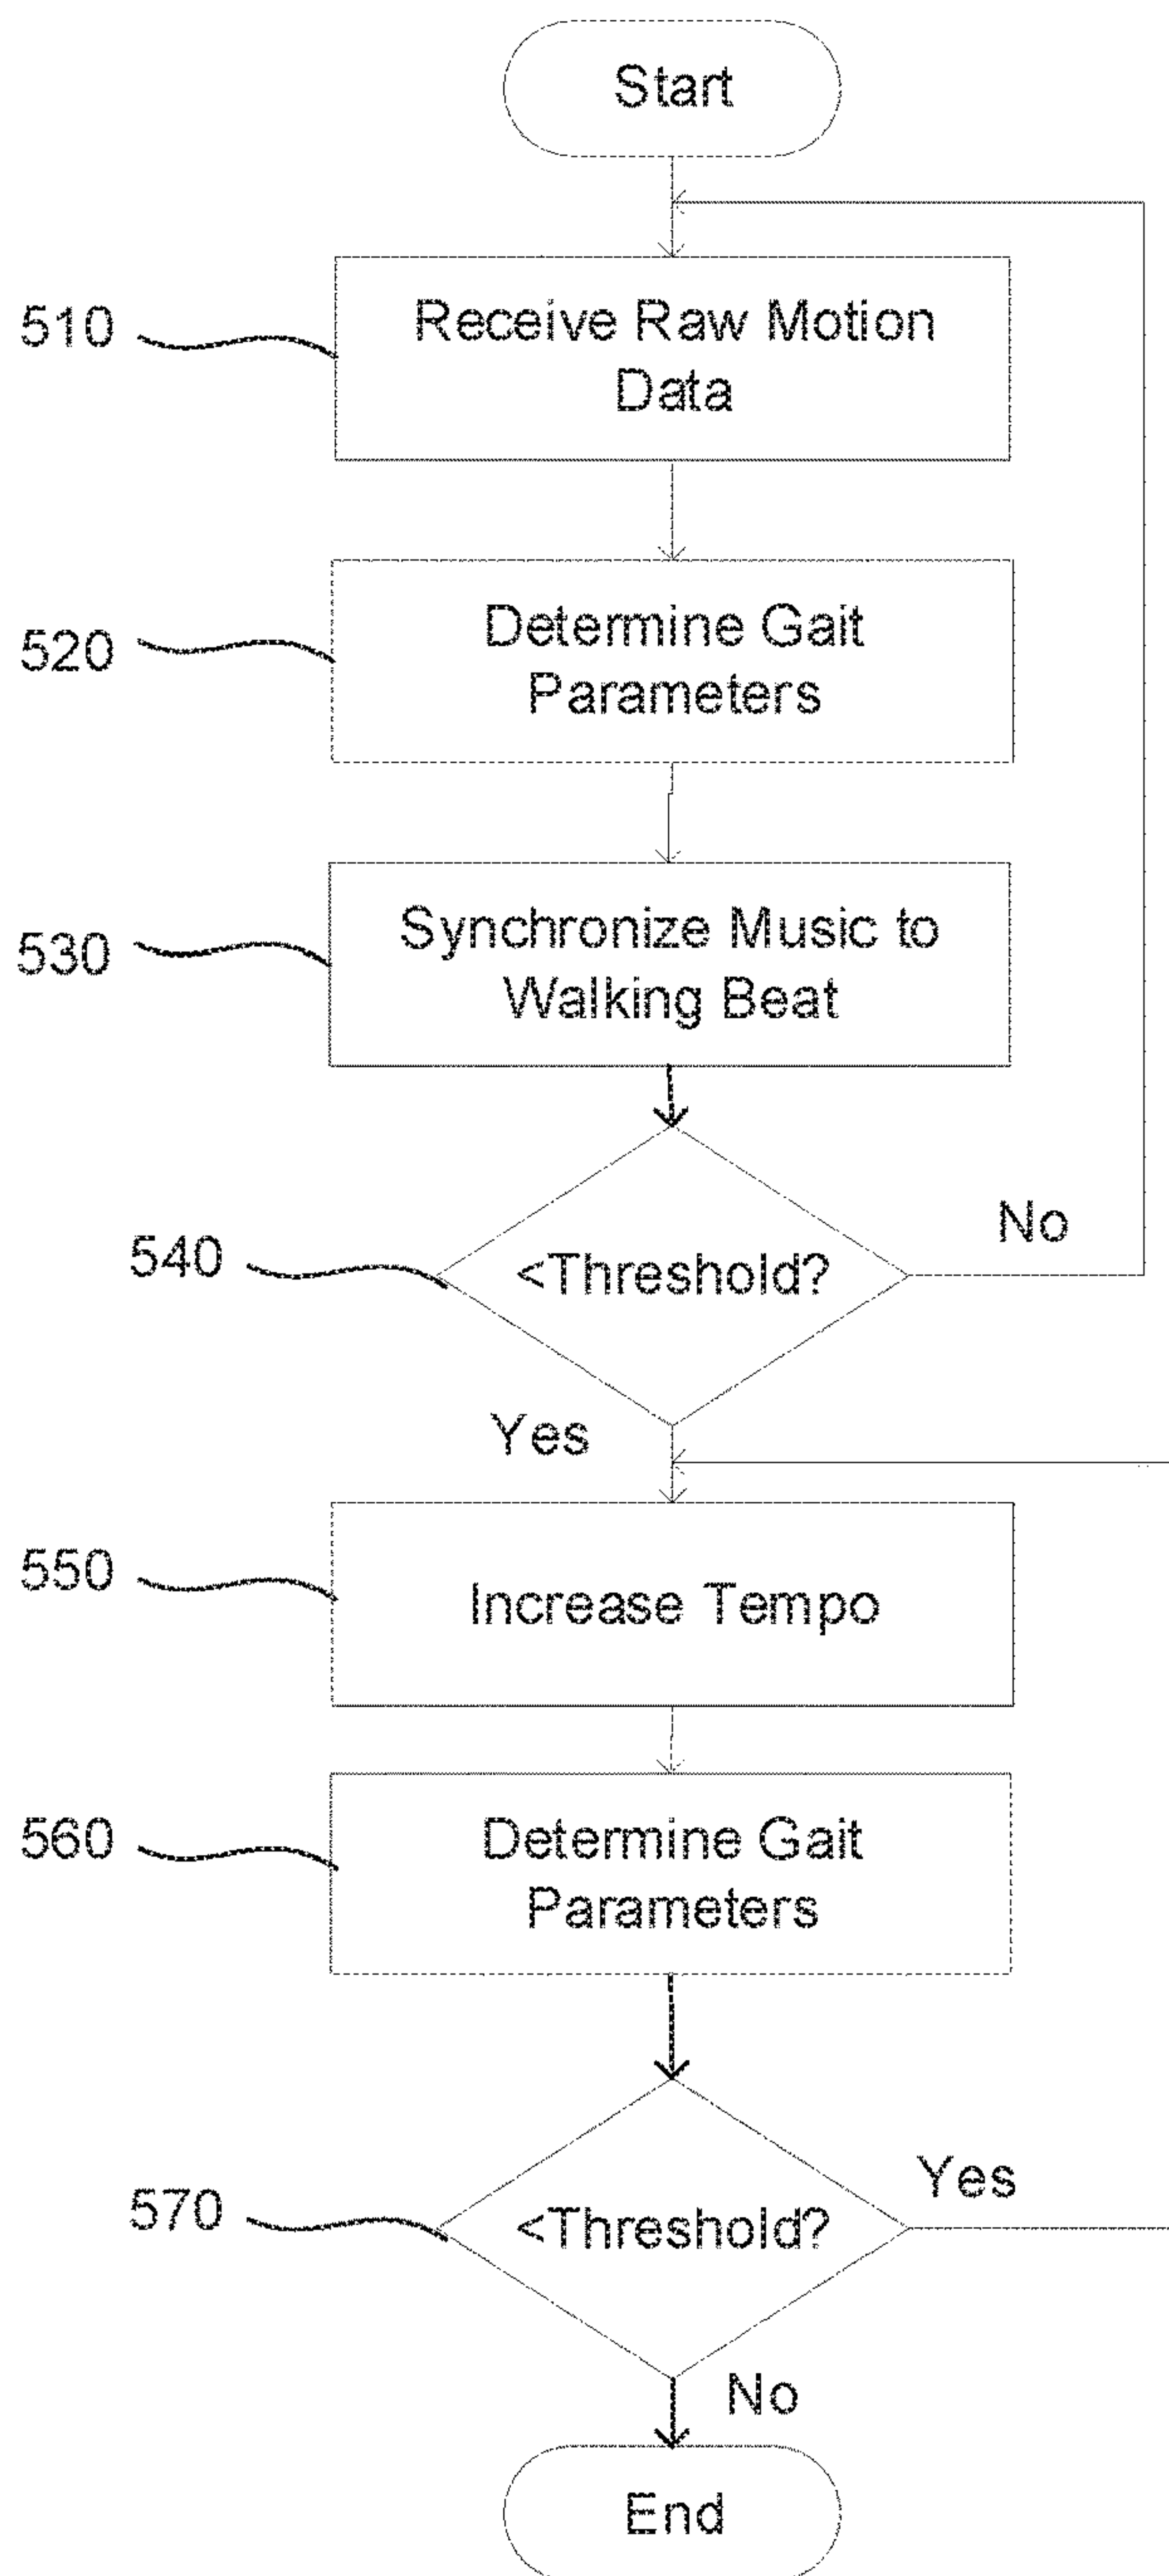 Start
510
Receive Raw Motion
Data
520
Determine Gait
Parameters
530
Synchronize Music to
Walking Beat
540
<Threshold?
No
Yes
550
Increase Tempo
560
Determine Gait
Parameters
570
<Threshold?
Yes
No
End